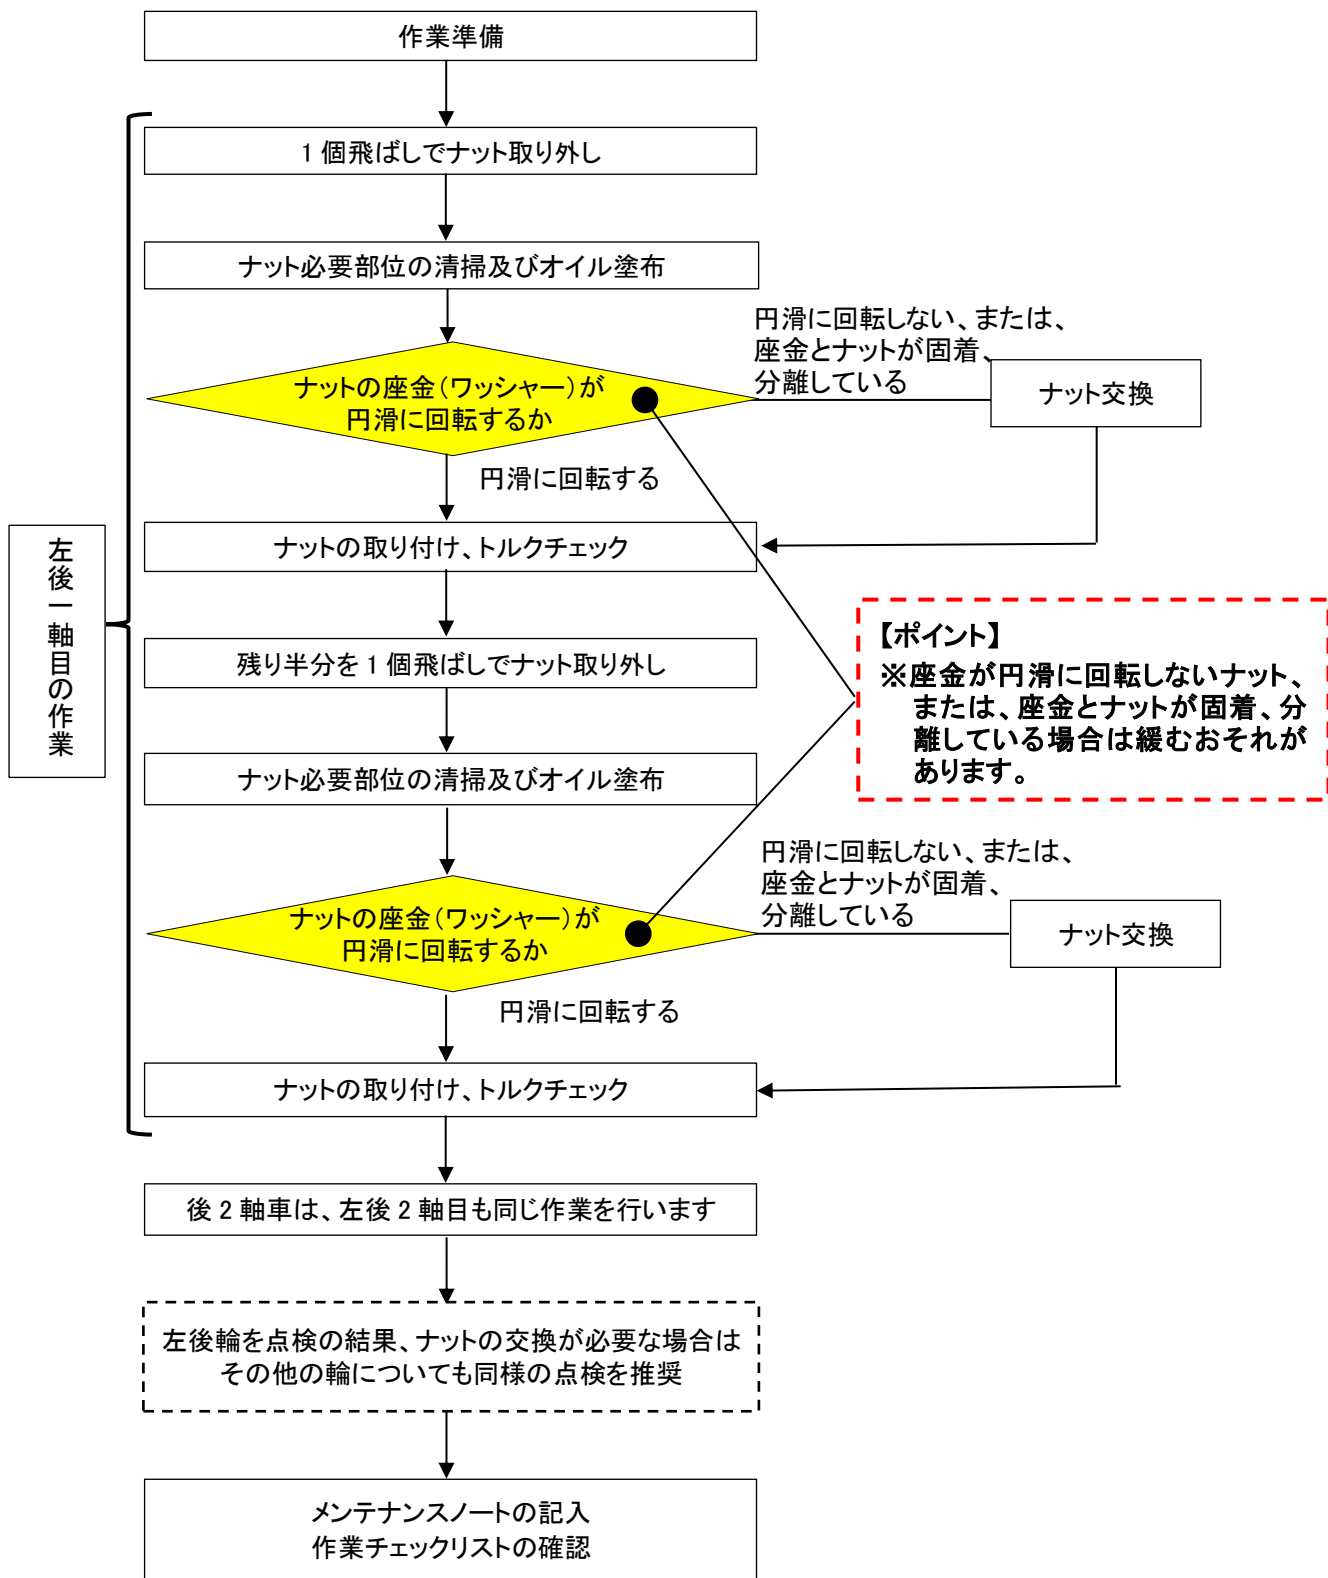 作業準備
1 個飛ばしでナット取り外し
ナット必要部位の清掃及びオイル塗布
円滑に回転しない、または、
座金とナットが固着、
分離している
ナットの座金（ワッシャー）が
円滑に回転するか
ナット交換
円滑に回転する
ナットの取り付け、トルクチェック
左後一軸目の作業
残り半分を 1 個飛ばしでナット取り外し
【ポイント】
※座金が円滑に回転しないナット、
または、座金とナットが固着、分
離している場合は緩むおそれが
あります。
ナット必要部位の清掃及びオイル塗布
円滑に回転しない、または、
座金とナットが固着、
分離している
ナットの座金（ワッシャー）が
円滑に回転するか
ナット交換
円滑に回転する
ナットの取り付け、トルクチェック
後 2 軸車は、左後 2 軸目も同じ作業を行います
左後輪を点検の結果、ナットの交換が必要な場合は
その他の輪についても同様の点検を推奨
メンテナンスノートの記入
作業チェックリストの確認